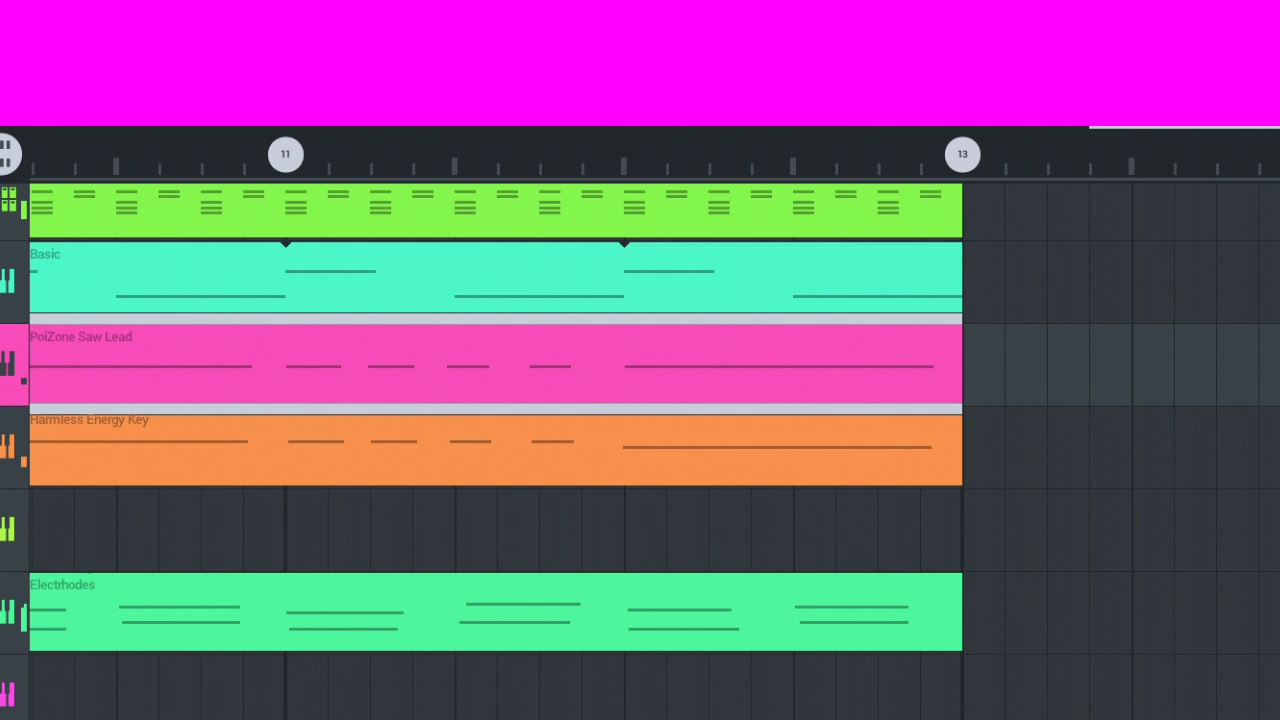 11
13
Basic
PoiZone Saw Lead
Harmless Energy Key
Electrhodes